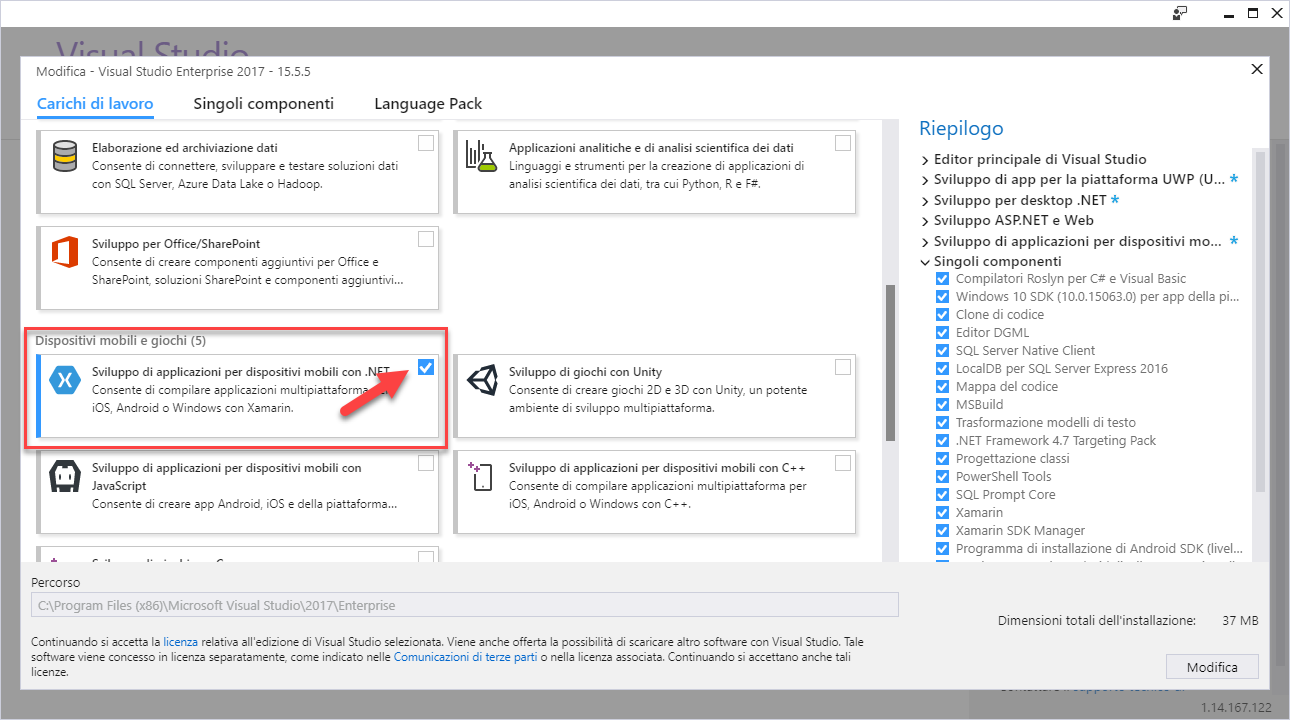 Visual Studio
Modifica - Visual Studio Enterprise 2017 - 15.5.5
Carichi di lavoro Singoli componenti Language Pack
Elaborazione ed archiviazione dati
Consente di connettere, sviluppare e testare soluzioni dati
con SQL Server, Azure Data Lake o Hadoop.
Applicazioni analitiche e di analisi scientifica dei dati
Linguaggi e strumenti per la creazione di applicazioni di
analisi scientifica dei dati, tra cui Python, R e F#.
Sviluppo per Office/SharePoint
Consente di creare componenti aggiuntivi per Office e
SharePoint, soluzioni SharePoint e componenti aggiuntivi...
Dispositivi mobili e giochi (5)
Sviluppo di applicazioni per dispositivi mobili con .NET
Consente di compilare applicazioni multipiattaforma per
iOS, Android o Windows con Xamarin.
Sviluppo di giochi con Unity
Consente di creare giochi 2D e 3D con Unity, un potente
ambiente di sviluppo multipiattaforma.
Sviluppo di applicazioni per dispositivi mobili con
JavaScript
Consente di creare app Android, iOS e della piattaforma...
Sviluppo di applicazioni per dispositivi mobili con C++
Consente di compilare applicazioni multipiattaforma per
iOS, Android o Windows con C++.
Riepilogo
Editor principale di Visual Studio
Sviluppo di app per la piattaforma UWP (U... *
Sviluppo per desktop .NET *
Sviluppo ASP.NET e Web
Sviluppo di applicazioni per dispositivi mo... *
Singoli componenti
Compilatori Roslyn per C# e Visual Basic
Windows 10 SDK (10.0.15063.0) per app della pi...
Clone di codice
Editor DGML
SQL Server Native Client
LocalDB per SQL Server Express 2016
Mappa del codice
MSBuild
Trasformazione modelli di testo
.NET Framework 4.7 Targeting Pack
Progettazione classi
PowerShell Tools
SQL Prompt Core
Xamarin
Xamarin SDK Manager
Programma di installazione di Android SDK (livel...
Percorso
C:\Program Files (x86)\Microsoft Visual Studio\2017\Enterprise
Continuando si accetta la licenza relativa all'edizione di Visual Studio selezionata. Viene anche offerta la possibilità di scaricare altro software con Visual Studio. Tale
software viene concesso in licenza separatamente, come indicato nelle Comunicazioni di terze parti o nella licenza associata. Continuando si accettano anche tali
licenze.
Dimensioni totali dell'installazione: 37 MB
Modifica
1.14.167.122